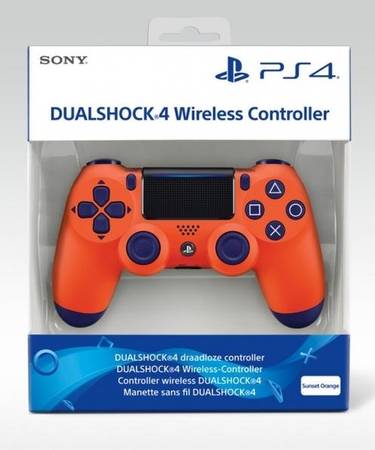 SONY
PS4
DUALSHOCK®4 Wireless Controller
DUALSHOCK®4 draadloze controller
DUALSHOCK®4 Wireless-Controller
Controller wireless DUALSHOCK®4
Manette sans fil DUALSHOCK®4
Sunset Orange